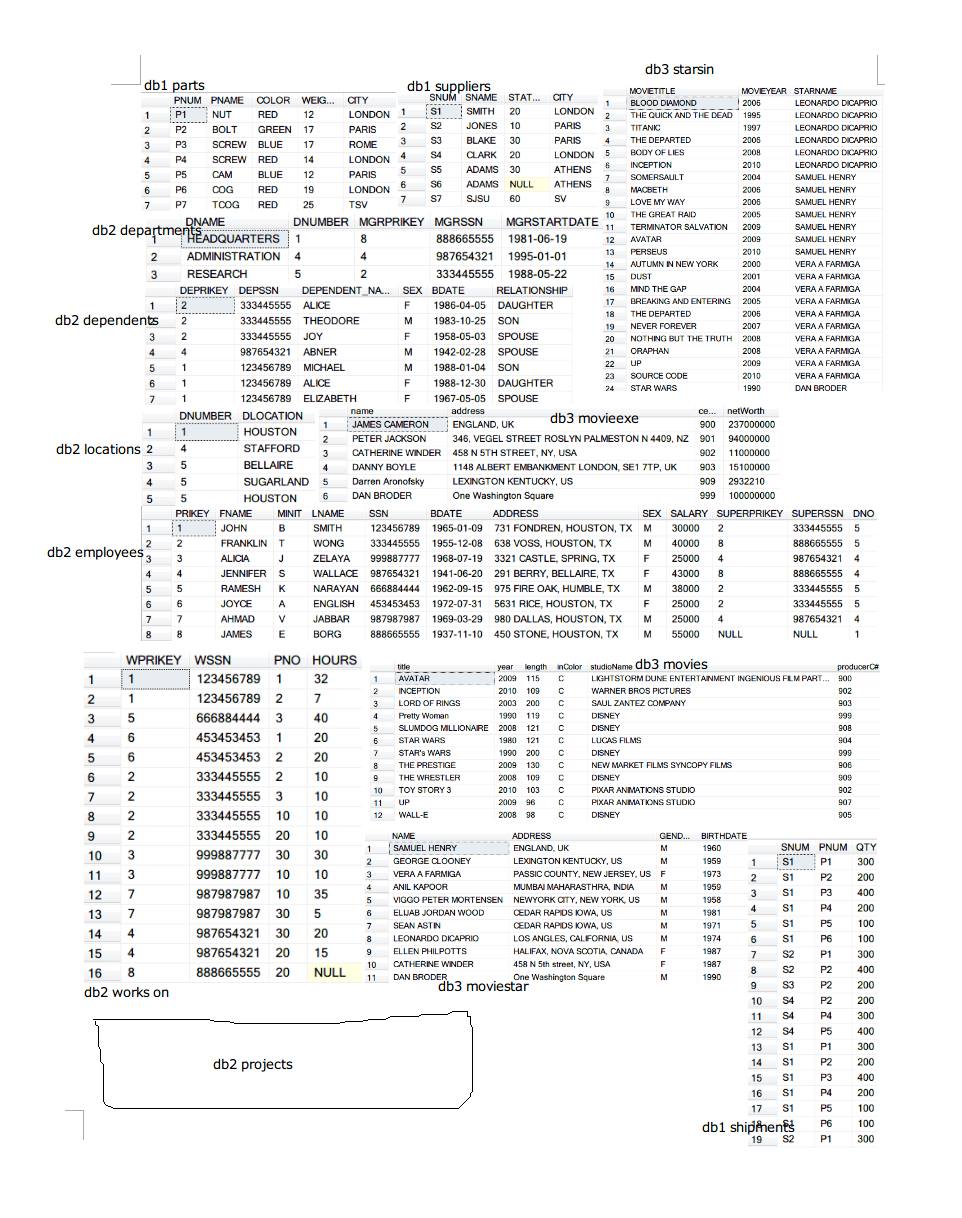 db3 starsin
db1 parts
PNUM PNAME COLOR WEIG... CITY
1 P1 NUT RED 12 LONDON
2 P2 BOLT GREEN 17 PARIS
3 P3 SCREW BLUE 17 ROME
4 P4 SCREW RED 14 LONDON
5 P5 CAM BLUE 12 PARIS
6 P6 COG RED 19 LONDON
7 P7 TCOG RED 25 TSV
db1 suppliers
SNUM SNAME STAT... CITY
1 S1 SMITH 20 LONDON
2 S2 JONES 10 PARIS
3 S3 BLAKE 30 PARIS
4 S4 CLARK 20 LONDON
5 S5 ADAMS 30 ATHENS
6 S6 ADAMS NULL ATHENS
7 S7 SJSU 60 SV
MOVIETITLE MOVIEYEAR STARNAME
1 BLOOD DIAMOND 2006 LEONARDO DICAPRIO
2 THE QUICK AND THE DEAD 1995 LEONARDO DICAPRIO
3 TITANIC 1997 LEONARDO DICAPRIO
4 THE DEPARTED 2006 LEONARDO DICAPRIO
5 BODY OF LIES 2008 LEONARDO DICAPRIO
6 INCEPTION 2010 LEONARDO DICAPRIO
7 SOMERSAULT 2004 SAMUEL HENRY
8 MACBETH 2006 SAMUEL HENRY
9 LOVE MY WAY 2006 SAMUEL HENRY
10 THE GREAT RAID 2005 SAMUEL HENRY
11 TERMINATOR SALVATION 2009 SAMUEL HENRY
12 AVATAR 2009 SAMUEL HENRY
13 PERSEUS 2010 SAMUEL HENRY
14 AUTUMN IN NEW YORK 2000 VERA A FARMIGA
15 DUST 2001 VERA A FARMIGA
16 MIND THE GAP 2004 VERA A FARMIGA
17 BREAKING AND ENTERING 2005 VERA A FARMIGA
18 THE DEPARTED 2006 VERA A FARMIGA
19 NEVER FOREVER 2007 VERA A FARMIGA
20 NOTHING BUT THE TRUTH 2008 VERA A FARMIGA
21 ORAPHAN 2008 VERA A FARMIGA
22 UP 2009 VERA A FARMIGA
23 SOURCE CODE 2010 VERA A FARMIGA
24 STAR WARS 1990 DAN BRODER
db2 departments
DNAME DNUMBER MGRPRIKEY MGRSSN MGRSTARTDATE
1 HEADQUARTERS 1 8 888665555 1981-06-19
2 ADMINISTRATION 4 4 987654321 1995-01-01
3 RESEARCH 5 2 333445555 1988-05-22
db2 dependents
DEPRIKEY DEPSSN DEPENDENT_NA... SEX BDATE RELATIONSHIP
1 2 333445555 ALICE F 1986-04-05 DAUGHTER
2 2 333445555 THEODORE M 1983-10-25 SON
3 2 333445555 JOY F 1958-05-03 SPOUSE
4 4 987654321 ABNER M 1942-02-28 SPOUSE
5 1 123456789 MICHAEL M 1988-01-04 SON
6 1 123456789 ALICE F 1988-12-30 DAUGHTER
7 1 123456789 ELIZABETH F 1967-05-05 SPOUSE
db2 locations
DNUMBER DLOCATION
1 1 HOUSTON
2 4 STAFFORD
3 5 BELLAIRE
4 5 SUGARLAND
5 5 HOUSTON
db3 movieexe
name address ce... netWorth
1 JAMES CAMERON ENGLAND, UK 900 237000000
2 PETER JACKSON 346, VEGEL STREET ROSLYN PALMESTON N 4409, NZ 901 94000000
3 CATHERINE WINDER 458 N 5TH STREET, NY, USA 902 11000000
4 DANNY BOYLE 1148 ALBERT EMBANKMENT LONDON, SE1 7TP, UK 903 15100000
5 Darren Aronofsky LEXINGTON KENTUCKY, US 909 2932210
6 DAN BRODER One Washington Square 999 100000000
db2 employees
PRIKEY FNAME MINIT LNAME SSN BDATE ADDRESS SEX SALARY SUPERPRIKEY SUPERSSN DNO
1 1 JOHN B SMITH 123456789 1965-01-09 731 FONDREN, HOUSTON, TX M 30000 2 333445555 5
2 2 FRANKLIN T WONG 333445555 1955-12-08 638 VOSS, HOUSTON, TX M 40000 8 888665555 5
3 3 ALICIA J ZELAYA 999887777 1968-07-19 3321 CASTLE, SPRING, TX F 25000 4 987654321 4
4 4 JENNIFER S WALLACE 987654321 1941-06-20 291 BERRY, BELLAIRE, TX F 43000 8 888665555 4
5 5 RAMESH K NARAYAN 666884444 1962-09-15 975 FIRE OAK, HUMBLE, TX M 38000 2 333445555 5
6 6 JOYCE A ENGLISH 453453453 1972-07-31 5631 RICE, HOUSTON, TX F 25000 2 333445555 5
7 7 AHMAD V JABBAR 987987987 1969-03-29 980 DALLAS, HOUSTON, TX M 25000 4 987654321 4
8 8 JAMES E BORG 888665555 1937-11-10 450 STONE, HOUSTON, TX M 55000 NULL NULL 1
WPRIKEY WSSN PNO HOURS
1 1 123456789 1 32
2 1 123456789 2 7
3 5 666884444 3 40
4 6 453453453 1 20
5 6 453453453 2 20
6 2 333445555 2 10
7 2 333445555 3 10
8 2 333445555 10 10
9 2 333445555 20 10
10 3 999887777 30 30
11 3 999887777 10 10
12 7 987987987 10 35
13 7 987987987 30 5
14 4 987654321 30 20
15 4 987654321 20 15
16 8 888665555 20 NULL
db2 works on
db3 movies
title year length inColor studioName producerC#
1 AVATAR 2009 115 C LIGHTSTORM DUNE ENTERTAINMENT INGENIOUS FILM PART... 900
2 INCEPTION 2010 109 C WARNER BROS PICTURES 902
3 LORD OF RINGS 2003 200 C SAUL ZANTEZ COMPANY 903
4 Pretty Woman 1990 119 C DISNEY 999
5 SLUMDOG MILLIONAIRE 2008 121 C DISNEY 908
6 STAR WARS 1980 121 C LUCAS FILMS 904
7 STAR's WARS 1990 200 C DISNEY 999
8 THE PRESTIGE 2009 130 C NEW MARKET FILMS SYNCOPY FILMS 906
9 THE WRESTLER 2008 109 C DISNEY 909
10 TOY STORY 3 2010 103 C PIXAR ANIMATIONS STUDIO 902
11 UP 2009 96 C PIXAR ANIMATIONS STUDIO 907
12 WALL-E 2008 98 C DISNEY 905
NAME ADDRESS GEND... BIRTHDATE
1 SAMUEL HENRY ENGLAND, UK M 1960
2 GEORGE CLOONEY LEXINGTON KENTUCKY, US M 1959
3 VERA A FARMIGA PASSIC COUNTY, NEW JERSEY, US F 1973
4 ANIL KAPOOR MUMBAI MAHARASTHRA, INDIA M 1959
5 VIGGO PETER MORTENSEN NEWYORK CITY, NEW YORK, US M 1958
6 ELIJAB JORDAN WOOD CEDAR RAPIDS IOWA, US M 1981
7 SEAN ASTIN CEDAR RAPIDS IOWA, US M 1971
8 LEONARDO DICAPRIO LOS ANGLES, CALIFORNIA, US M 1974
9 ELLEN PHILPOTTS HALIFAX, NOVA SCOTIA, CANADA F 1987
10 CATHERINE WINDER 458 N 5th street, NY, USA F 1987
11 DAN BRODER One Washington Square M 1990
db3 moviestar
SNUM PNUM QTY
1 S1 P1 300
2 S1 P2 200
3 S1 P3 400
4 S1 P4 200
5 S1 P5 100
6 S1 P6 100
7 S2 P1 300
8 S2 P2 400
9 S3 P2 200
10 S4 P2 200
11 S4 P4 300
12 S4 P5 400
13 S1 P1 300
14 S1 P2 200
15 S1 P3 400
16 S1 P4 200
17 S1 P5 100
18 S1 P6 100
19 S2 P1 300
db2 projects
db1 shipments